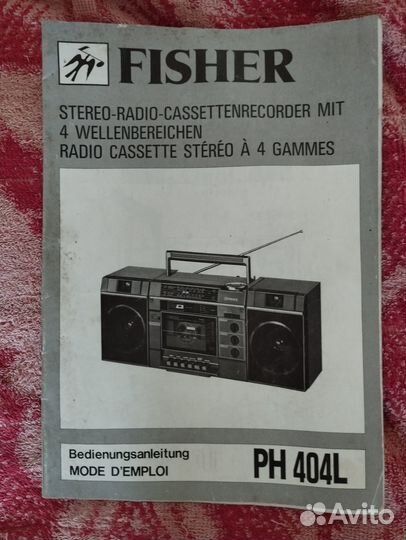 FISHER
STEREO-RADIO-CASSETTENRECORDER MIT
4 WELLENBEREICHEN
RADIO CASSETTE STÉRÉO À 4 GAMMES
Bedienungsanleitung
MODE D'EMPLOI
PH 404L
Avito